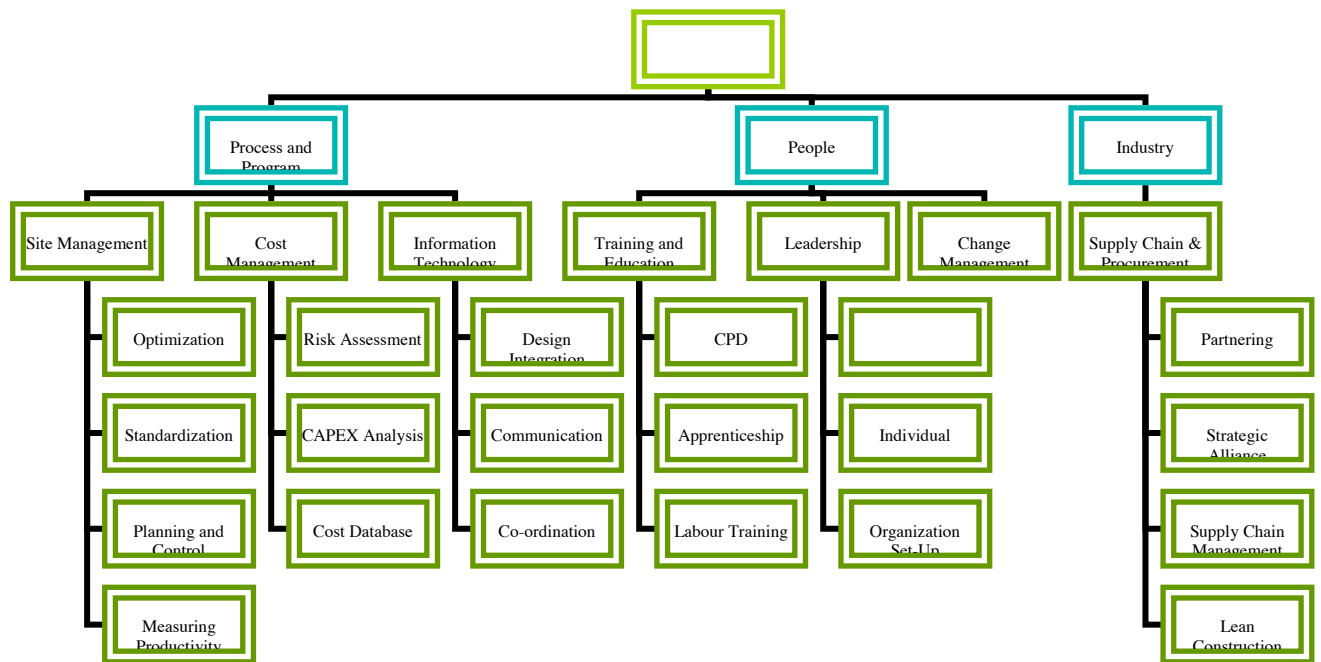 Process and
Program
People
Industry
Site Management
Cost
Management
Information
Technology
Training and
Education
Leadership
Change
Management
Supply Chain &
Procurement
Optimization
Risk Assessment
Design
Integration
CPD
Partnering
Standardization
CAPEX Analysis
Communication
Apprenticeship
Individual
Strategic
Alliance
Planning and
Control
Cost Database
Co-ordination
Labour Training
Organization
Set-Up
Supply Chain
Management
Measuring
Productivity
Lean
Construction